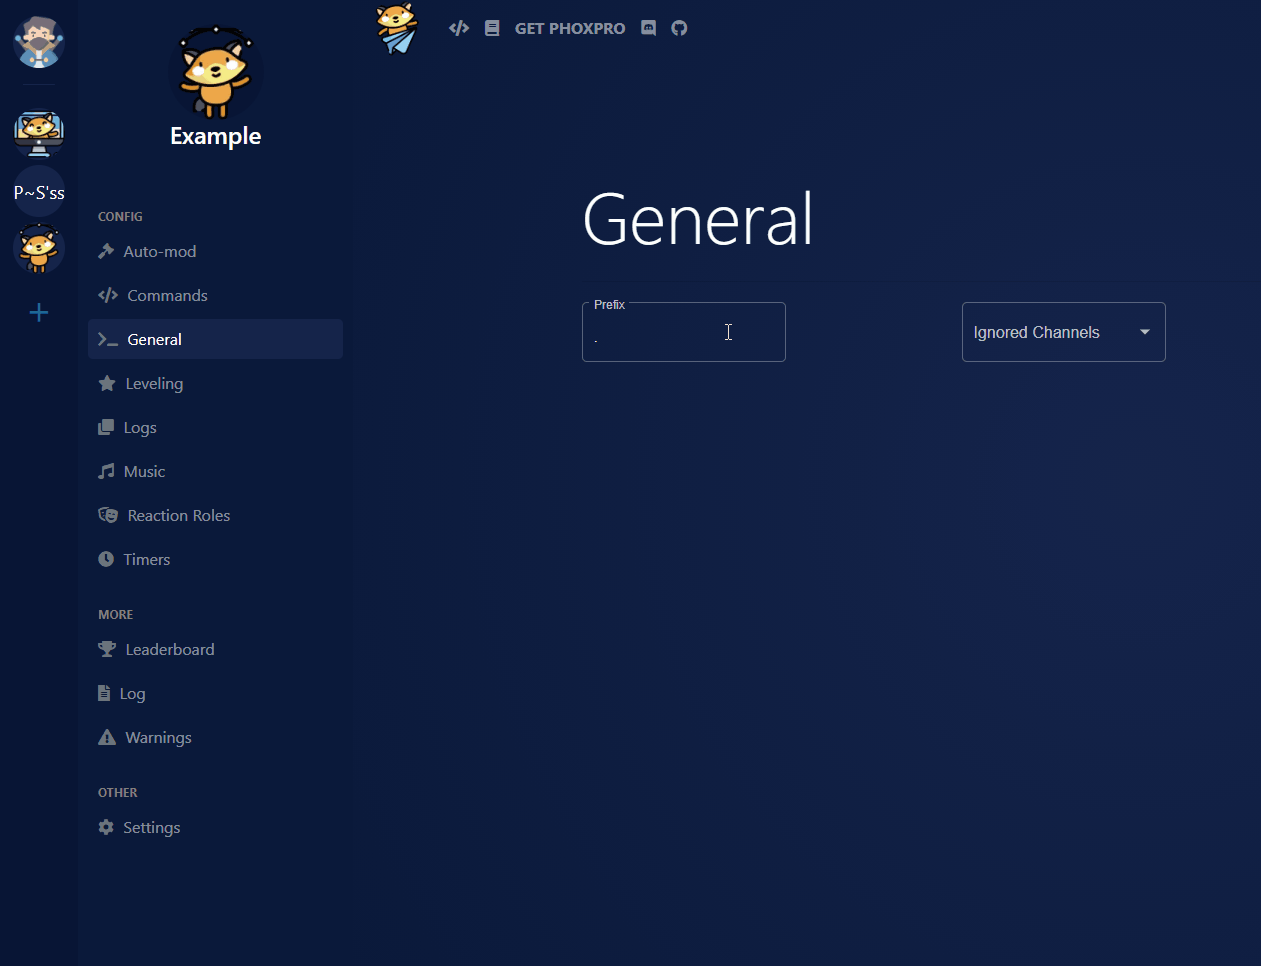 P~S'ss
Example
CONFIG
Auto-mod
Commands
General
Leveling
Logs
Music
Reaction Roles
Timers
MORE
Leaderboard
Log
Warnings
OTHER
Settings
GET PHOXPRO
General
Prefix
.
Ignored Channels